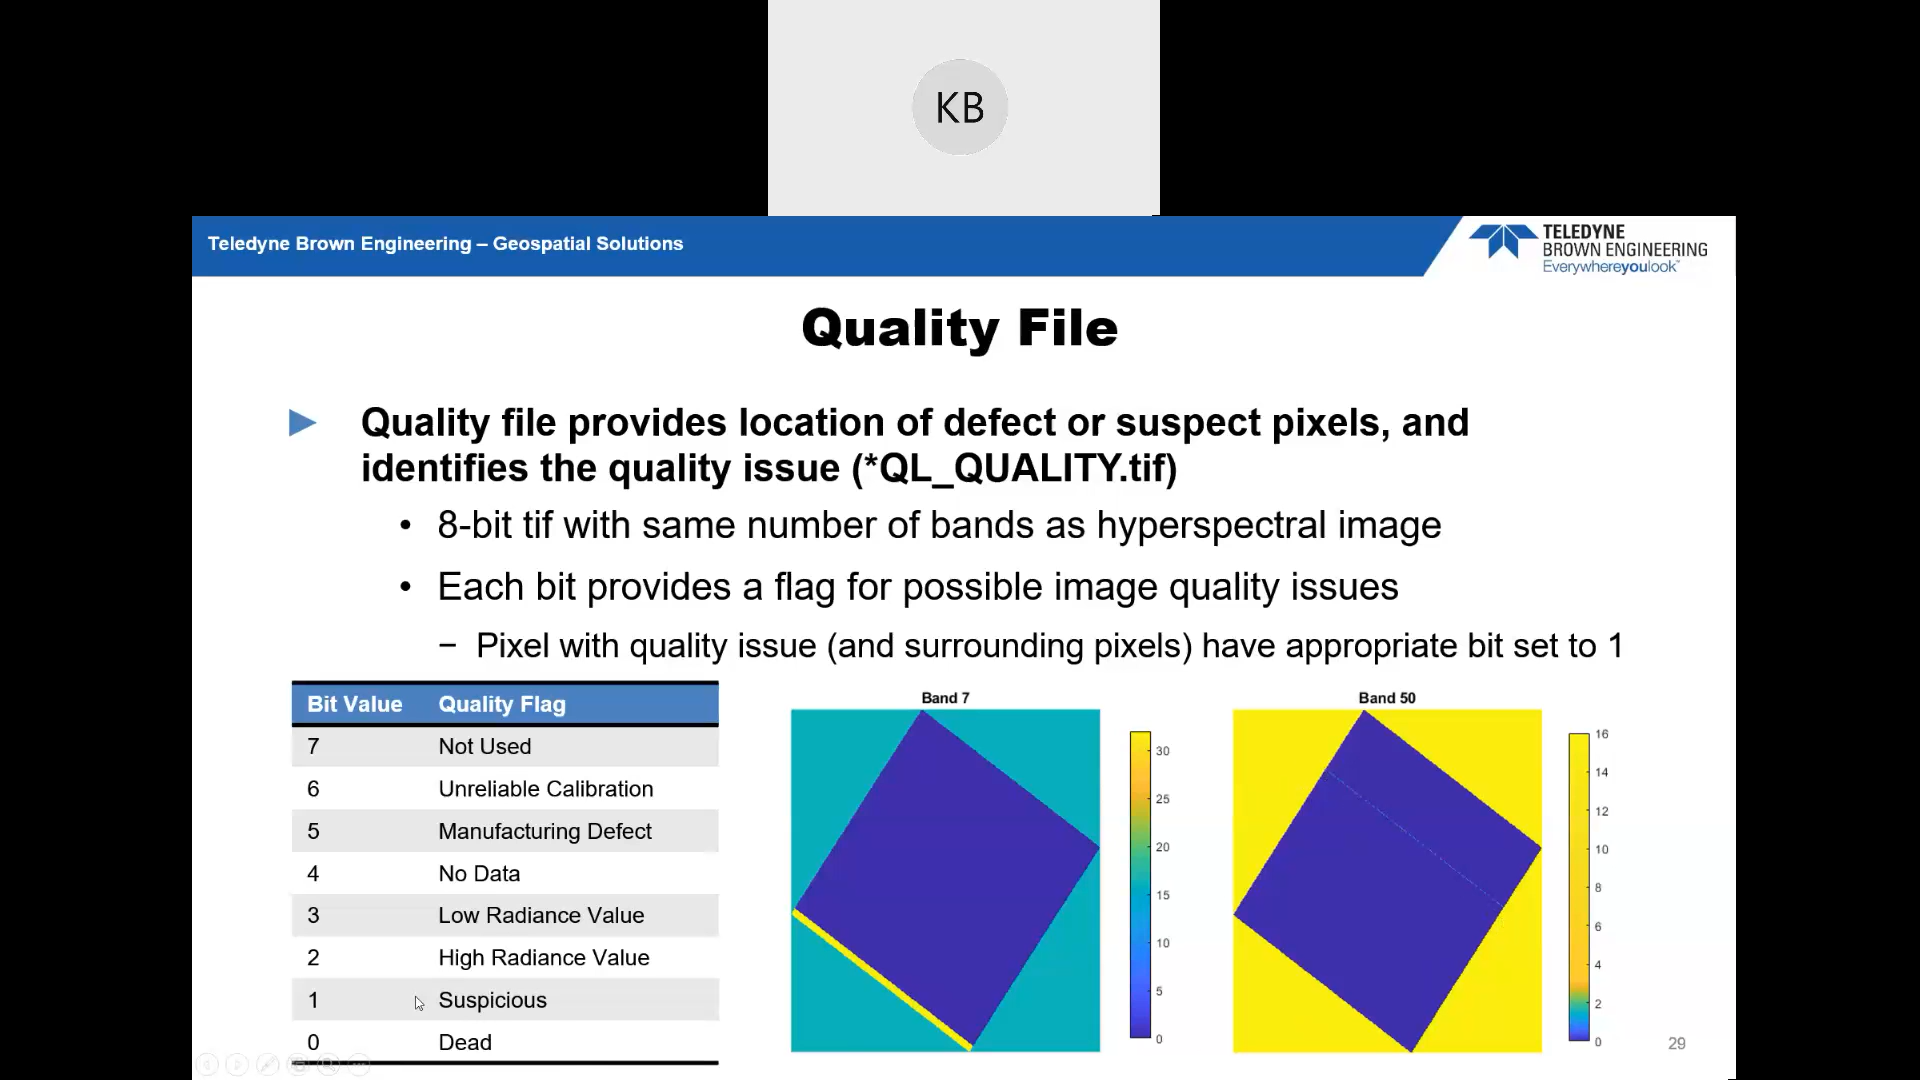 KB
Teledyne Brown Engineering – Geospatial Solutions
TELEDYNE
BROWN ENGINEERING
Everywhereyoulook™
Quality File
Quality file provides location of defect or suspect pixels, and
identifies the quality issue (*QL_QUALITY.tif)
• 8-bit tif with same number of bands as hyperspectral image
• Each bit provides a flag for possible image quality issues
– Pixel with quality issue (and surrounding pixels) have appropriate bit set to 1
Bit Value Quality Flag
7 Not Used
6 Unreliable Calibration
5 Manufacturing Defect
4 No Data
3 Low Radiance Value
2 High Radiance Value
1 Suspicious
0 Dead
Band 7
30
25
20
15
10
5
0
Band 50
16
14
12
10
8
6
4
2
0
29